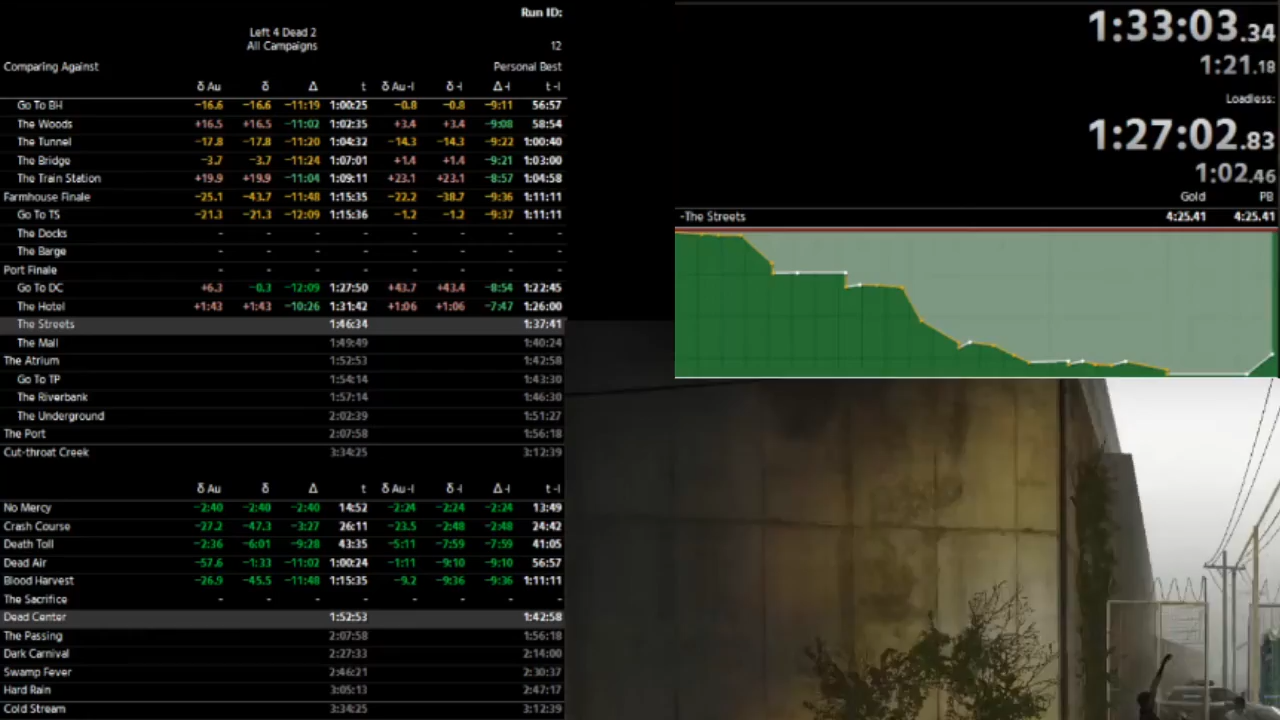 Run ID:
Left 4 Dead 2
All Campaigns 12
Comparing Against Personal Best
δ Au δ Δ t δ Au -l δ -l Δ -l t -l
Go To BH −16.6 −16.6 −11:19 1:00:25 −0.8 −0.8 −9:11 56:57
The Woods +16.5 +16.5 −11:02 1:02:35 +3.4 +3.4 −9:08 58:54
The Tunnel −17.8 −17.8 −11:20 1:04:32 −14.3 −14.3 −9:22 1:00:40
The Bridge −3.7 −3.7 −11:24 1:07:01 +1.4 +1.4 −9:21 1:03:00
The Train Station +19.9 +19.9 −11:04 1:09:11 +23.1 +23.1 −8:57 1:04:58
Farmhouse Finale −25.1 −43.7 −11:48 1:15:35 −22.2 −38.7 −9:36 1:11:11
Go To TS −21.3 −21.3 −12:09 1:15:36 −1.2 −1.2 −9:37 1:11:11
The Docks - - - - - - - -
The Barge - - - - - - - -
Port Finale - - - - - - - -
Go To DC +6.3 −0.3 −12:09 1:27:50 +43.7 +43.4 −8:54 1:22:45
The Hotel +1:43 +1:43 −10:26 1:31:42 +1:06 +1:06 −7:47 1:26:00
The Streets 1:46:34 1:37:41
The Mall 1:49:49 1:40:24
The Atrium 1:52:53 1:42:58
Go To TP 1:54:14 1:43:30
The Riverbank 1:57:14 1:46:30
The Underground 2:02:39 1:51:27
The Port 2:07:58 1:56:18
Cut-throat Creek 3:34:25 3:12:39
δ Au δ Δ t δ Au -l δ -l Δ -l t -l
No Mercy −2:40 −2:40 −2:40 14:52 −2:24 −2:24 −2:24 13:49
Crash Course −27.2 −47.3 −3:27 26:11 −23.5 −2:48 −2:48 24:42
Death Toll −2:36 −6:01 −9:28 43:35 −5:11 −7:59 −7:59 41:05
Dead Air −57.6 −1:33 −11:02 1:00:24 −1:11 −9:10 −9:10 56:57
Blood Harvest −26.9 −45.5 −11:48 1:15:35 −9.2 −9:36 −9:36 1:11:11
The Sacrifice - - - - - - - -
Dead Center 1:52:53 1:42:58
The Passing 2:07:58 1:56:18
Dark Carnival 2:27:33 2:14:00
Swamp Fever 2:46:21 2:30:37
Hard Rain 3:05:13 2:47:17
Cold Stream 3:34:25 3:12:39
1:33:03.34
1:21.18
Loadless:
1:27:02.83
1:02.46
Gold PB
-The Streets 4:25.41 4:25.41